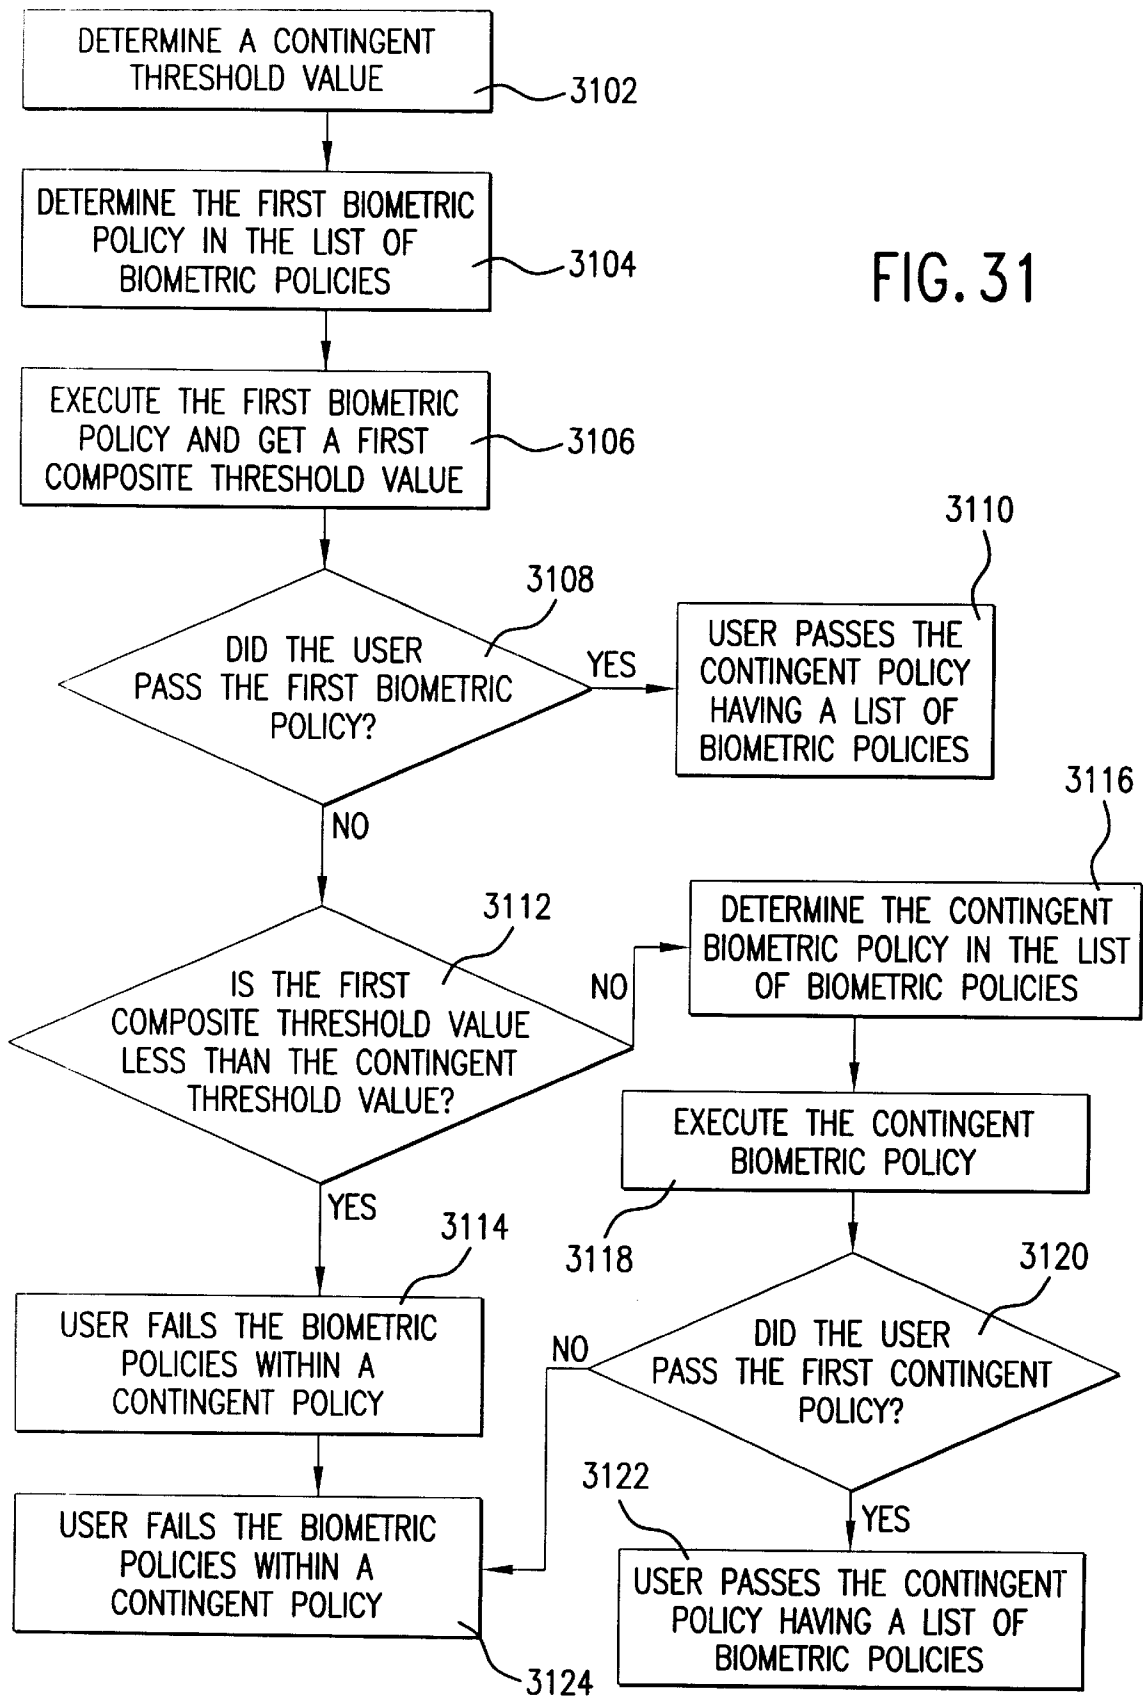 DETERMINE A CONTINGENT
THRESHOLD VALUE
3102
DETERMINE THE FIRST BIOMETRIC
POLICY IN THE LIST OF
BIOMETRIC POLICIES
3104
FIG. 31
EXECUTE THE FIRST BIOMETRIC
POLICY AND GET A FIRST
COMPOSITE THRESHOLD VALUE
3106
3108
DID THE USER
PASS THE FIRST BIOMETRIC
POLICY?
YES
3110
USER PASSES THE
CONTINGENT POLICY
HAVING A LIST OF
BIOMETRIC POLICIES
NO
3112
IS THE FIRST
COMPOSITE THRESHOLD VALUE
LESS THAN THE CONTINGENT
THRESHOLD VALUE?
NO
3116
DETERMINE THE CONTINGENT
BIOMETRIC POLICY IN THE LIST
OF BIOMETRIC POLICIES
EXECUTE THE CONTINGENT
BIOMETRIC POLICY
3118
YES
3114
USER FAILS THE BIOMETRIC
POLICIES WITHIN A
CONTINGENT POLICY
3120
DID THE USER
PASS THE FIRST CONTINGENT
POLICY?
NO
USER FAILS THE BIOMETRIC
POLICIES WITHIN A
CONTINGENT POLICY
3124
YES
3122
USER PASSES THE CONTINGENT
POLICY HAVING A LIST OF
BIOMETRIC POLICIES